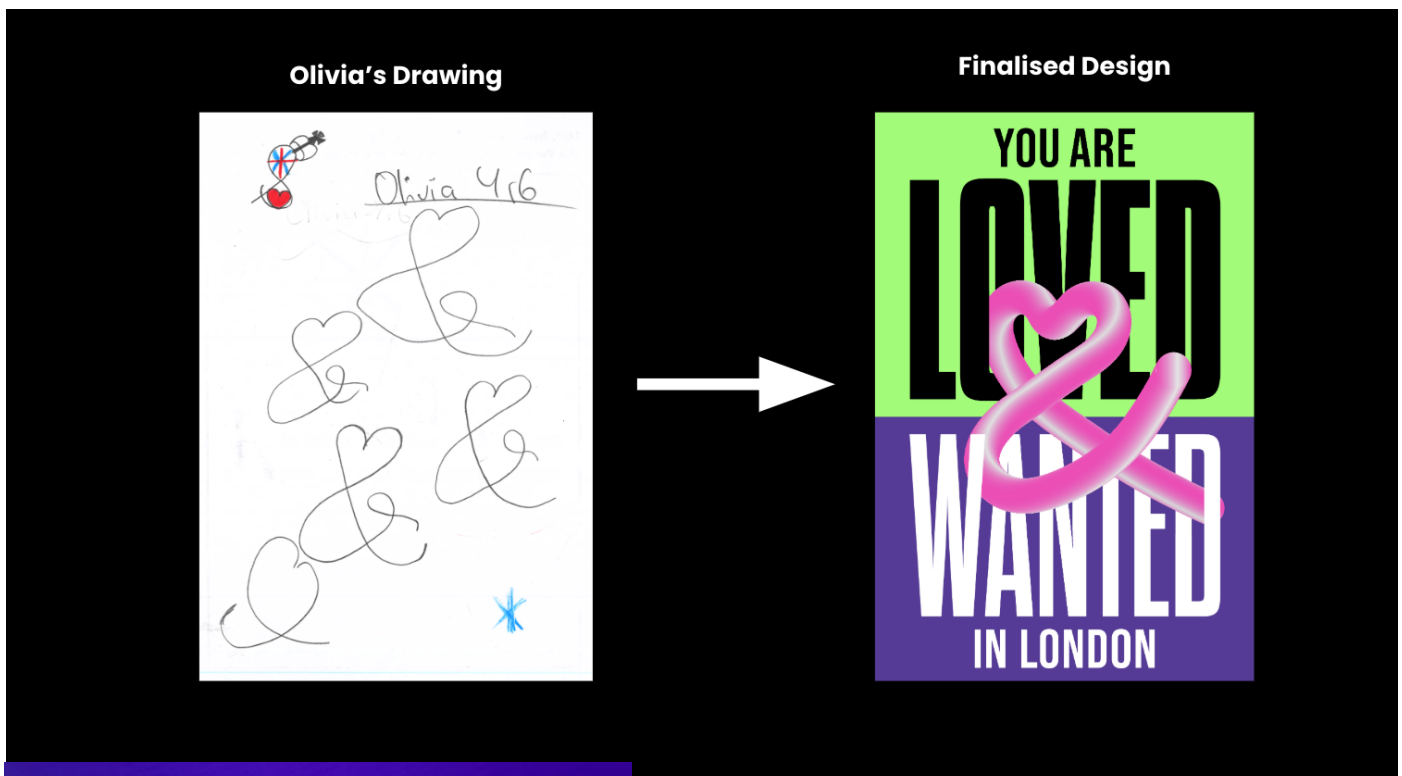 Olivia's Drawing
Olivia 4r6
Finalised Design
YOU ARE
LOVED
&
WANTED
IN LONDON